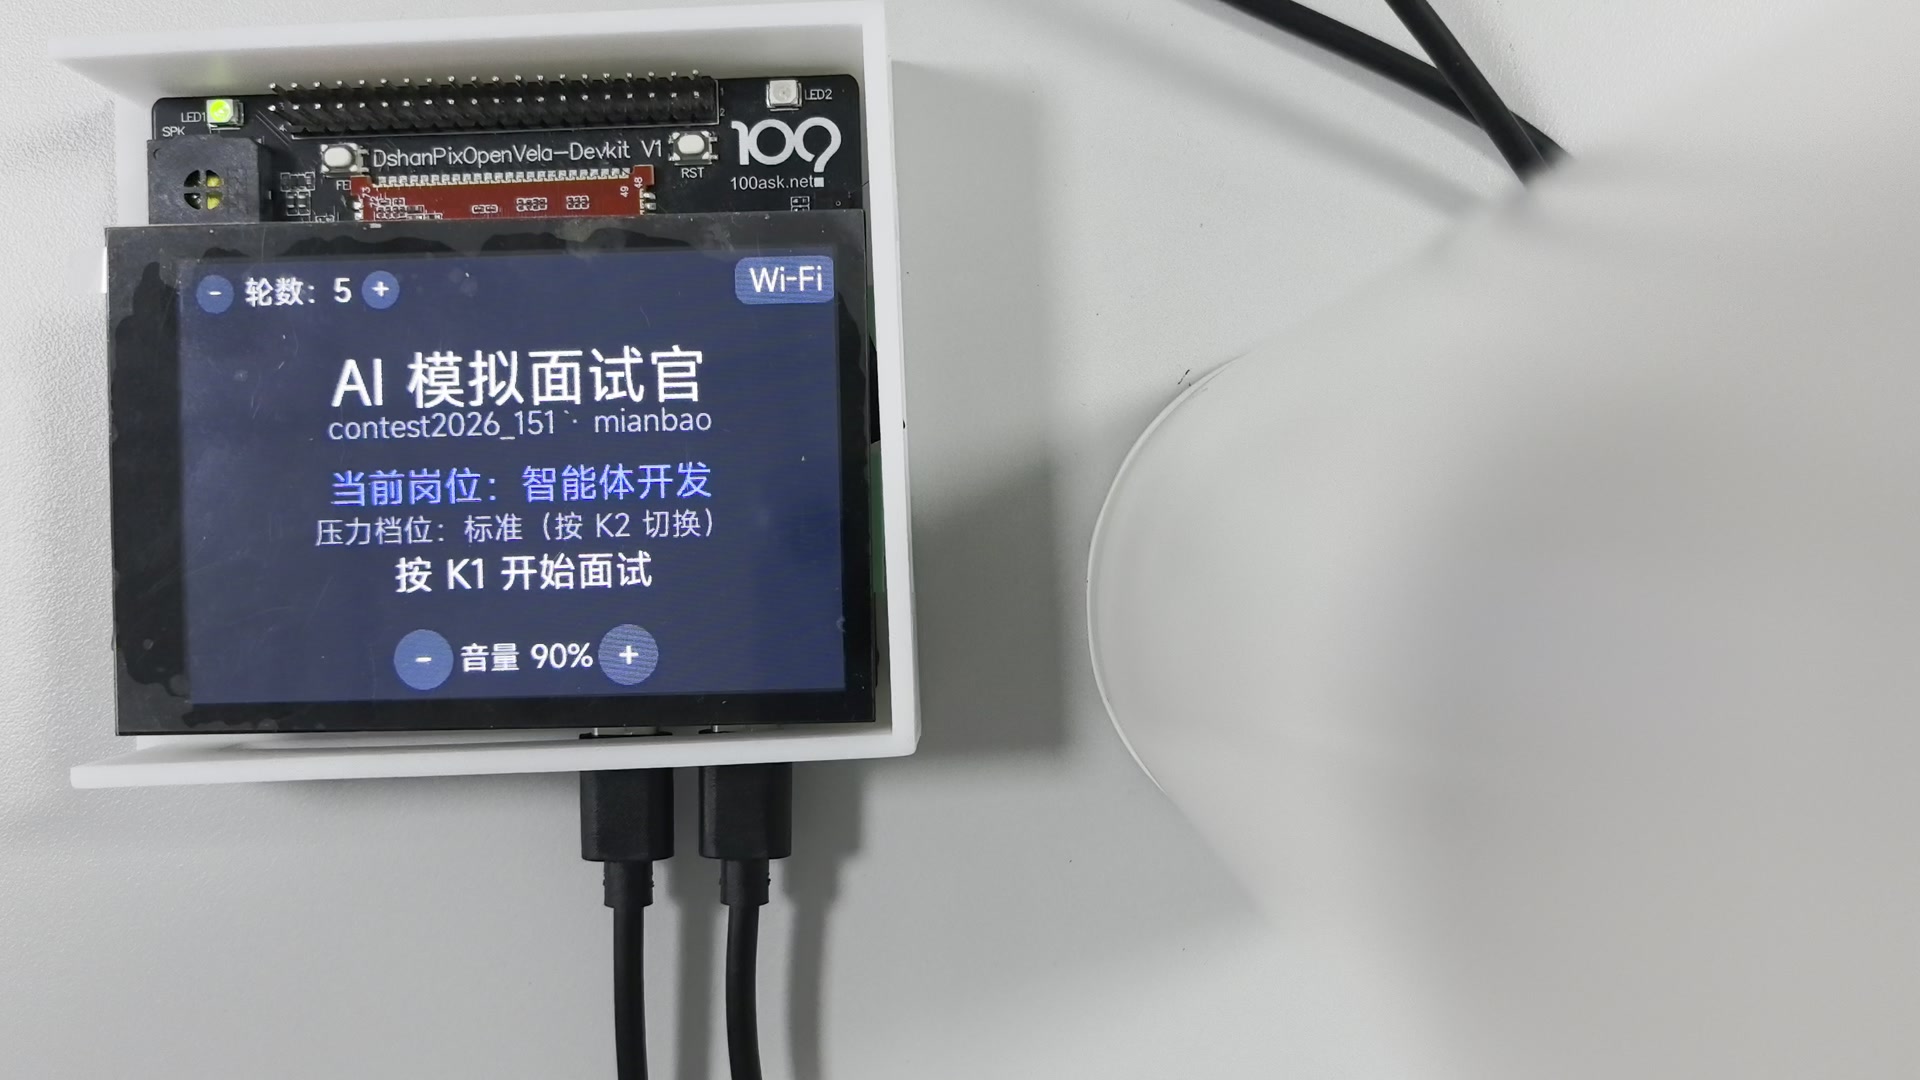 LED1
LED2
SPK
DshanPixOpenVela-Devkit V1
RST
100ask.net
- 轮数: 5 +
Wi-Fi
AI 模拟面试官
contest2026_151 · mianbao
当前岗位: 智能体开发
压力档位: 标准 (按 K2 切换)
按 K1 开始面试
- 音量 90% +